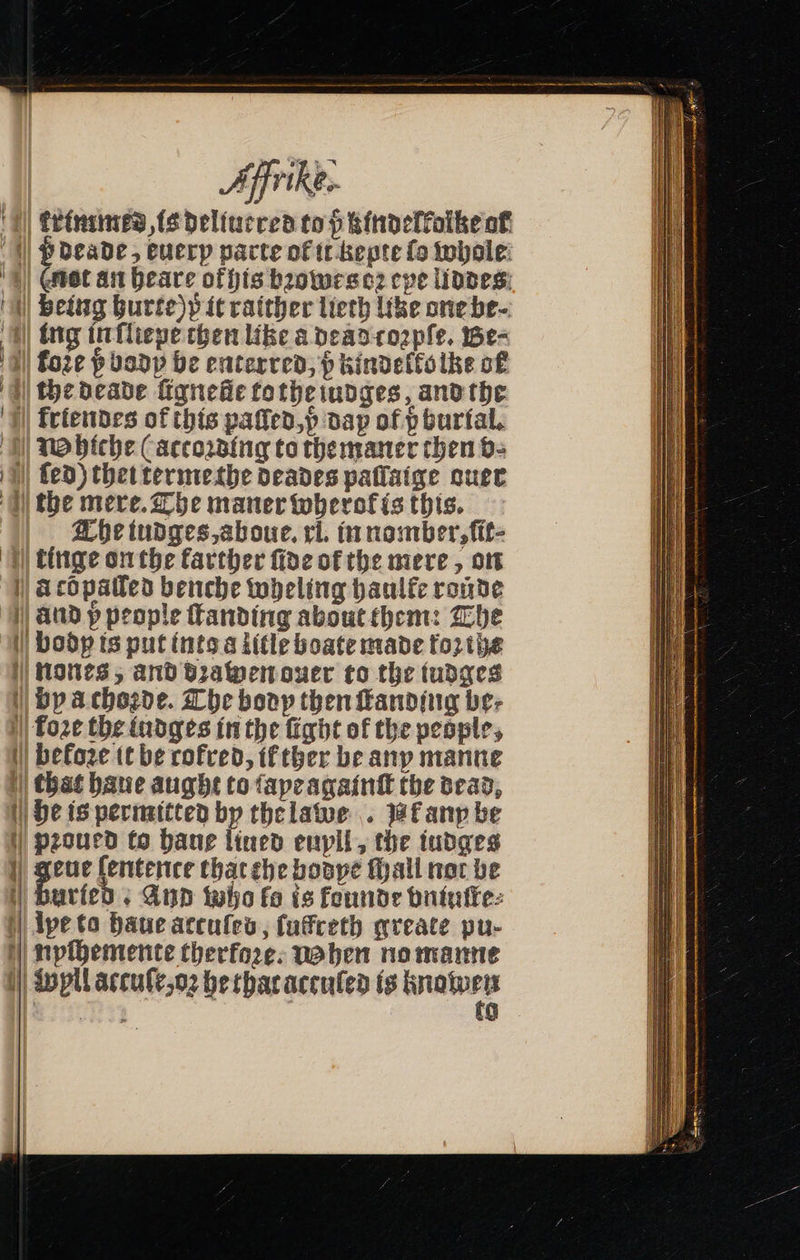 Affrike.
trimmed, is deliuered to þͤ kindeſfolke of
þͤ deade, euery parte of it kepte ſo whole
(not an heare of his browes or eye liddes
being hurte) þͭ it raither lieth like one be-
ing in ſliepe then like a dead corpſe. Be-
fore þͤ body be enterred, þͤ kindeſfolke of
the deade ſigneſie to the iudges, and the
friendes of this paſſed, þͤ day of þͤ burial.
Whiche (according to the maner then v-
ſed) thei terme the deades paſſaige ouer
the mere. The maner wherof is this.
The iudges, aboue. xl. in nomber, ſit-
tinge on the farther ſide of the mere, on
a cōpaſſed benche wheling haulfe roūde
and þͤ people ſtanding about them: The
body is put into a litle boate made for the
nones, and drawen ouer to the iudges
by a chorde. The body then ſtanding be-
fore the iudges in the ſight of the people,
before it be cofred, if ther be any manne
that haue aught to ſaye againſt the dead,
he is permitted by the lawe. If any be
proued to haue liued euyll, the iudges
geue ſentence that the bodye ſhall not be
buried. And who ſo is founde vniuſte-
lye to haue accuſed, ſuffreth greate pu-
nyſhemente therfore. When no manne
wyll accuſe, or he that accuſed is knowen
to